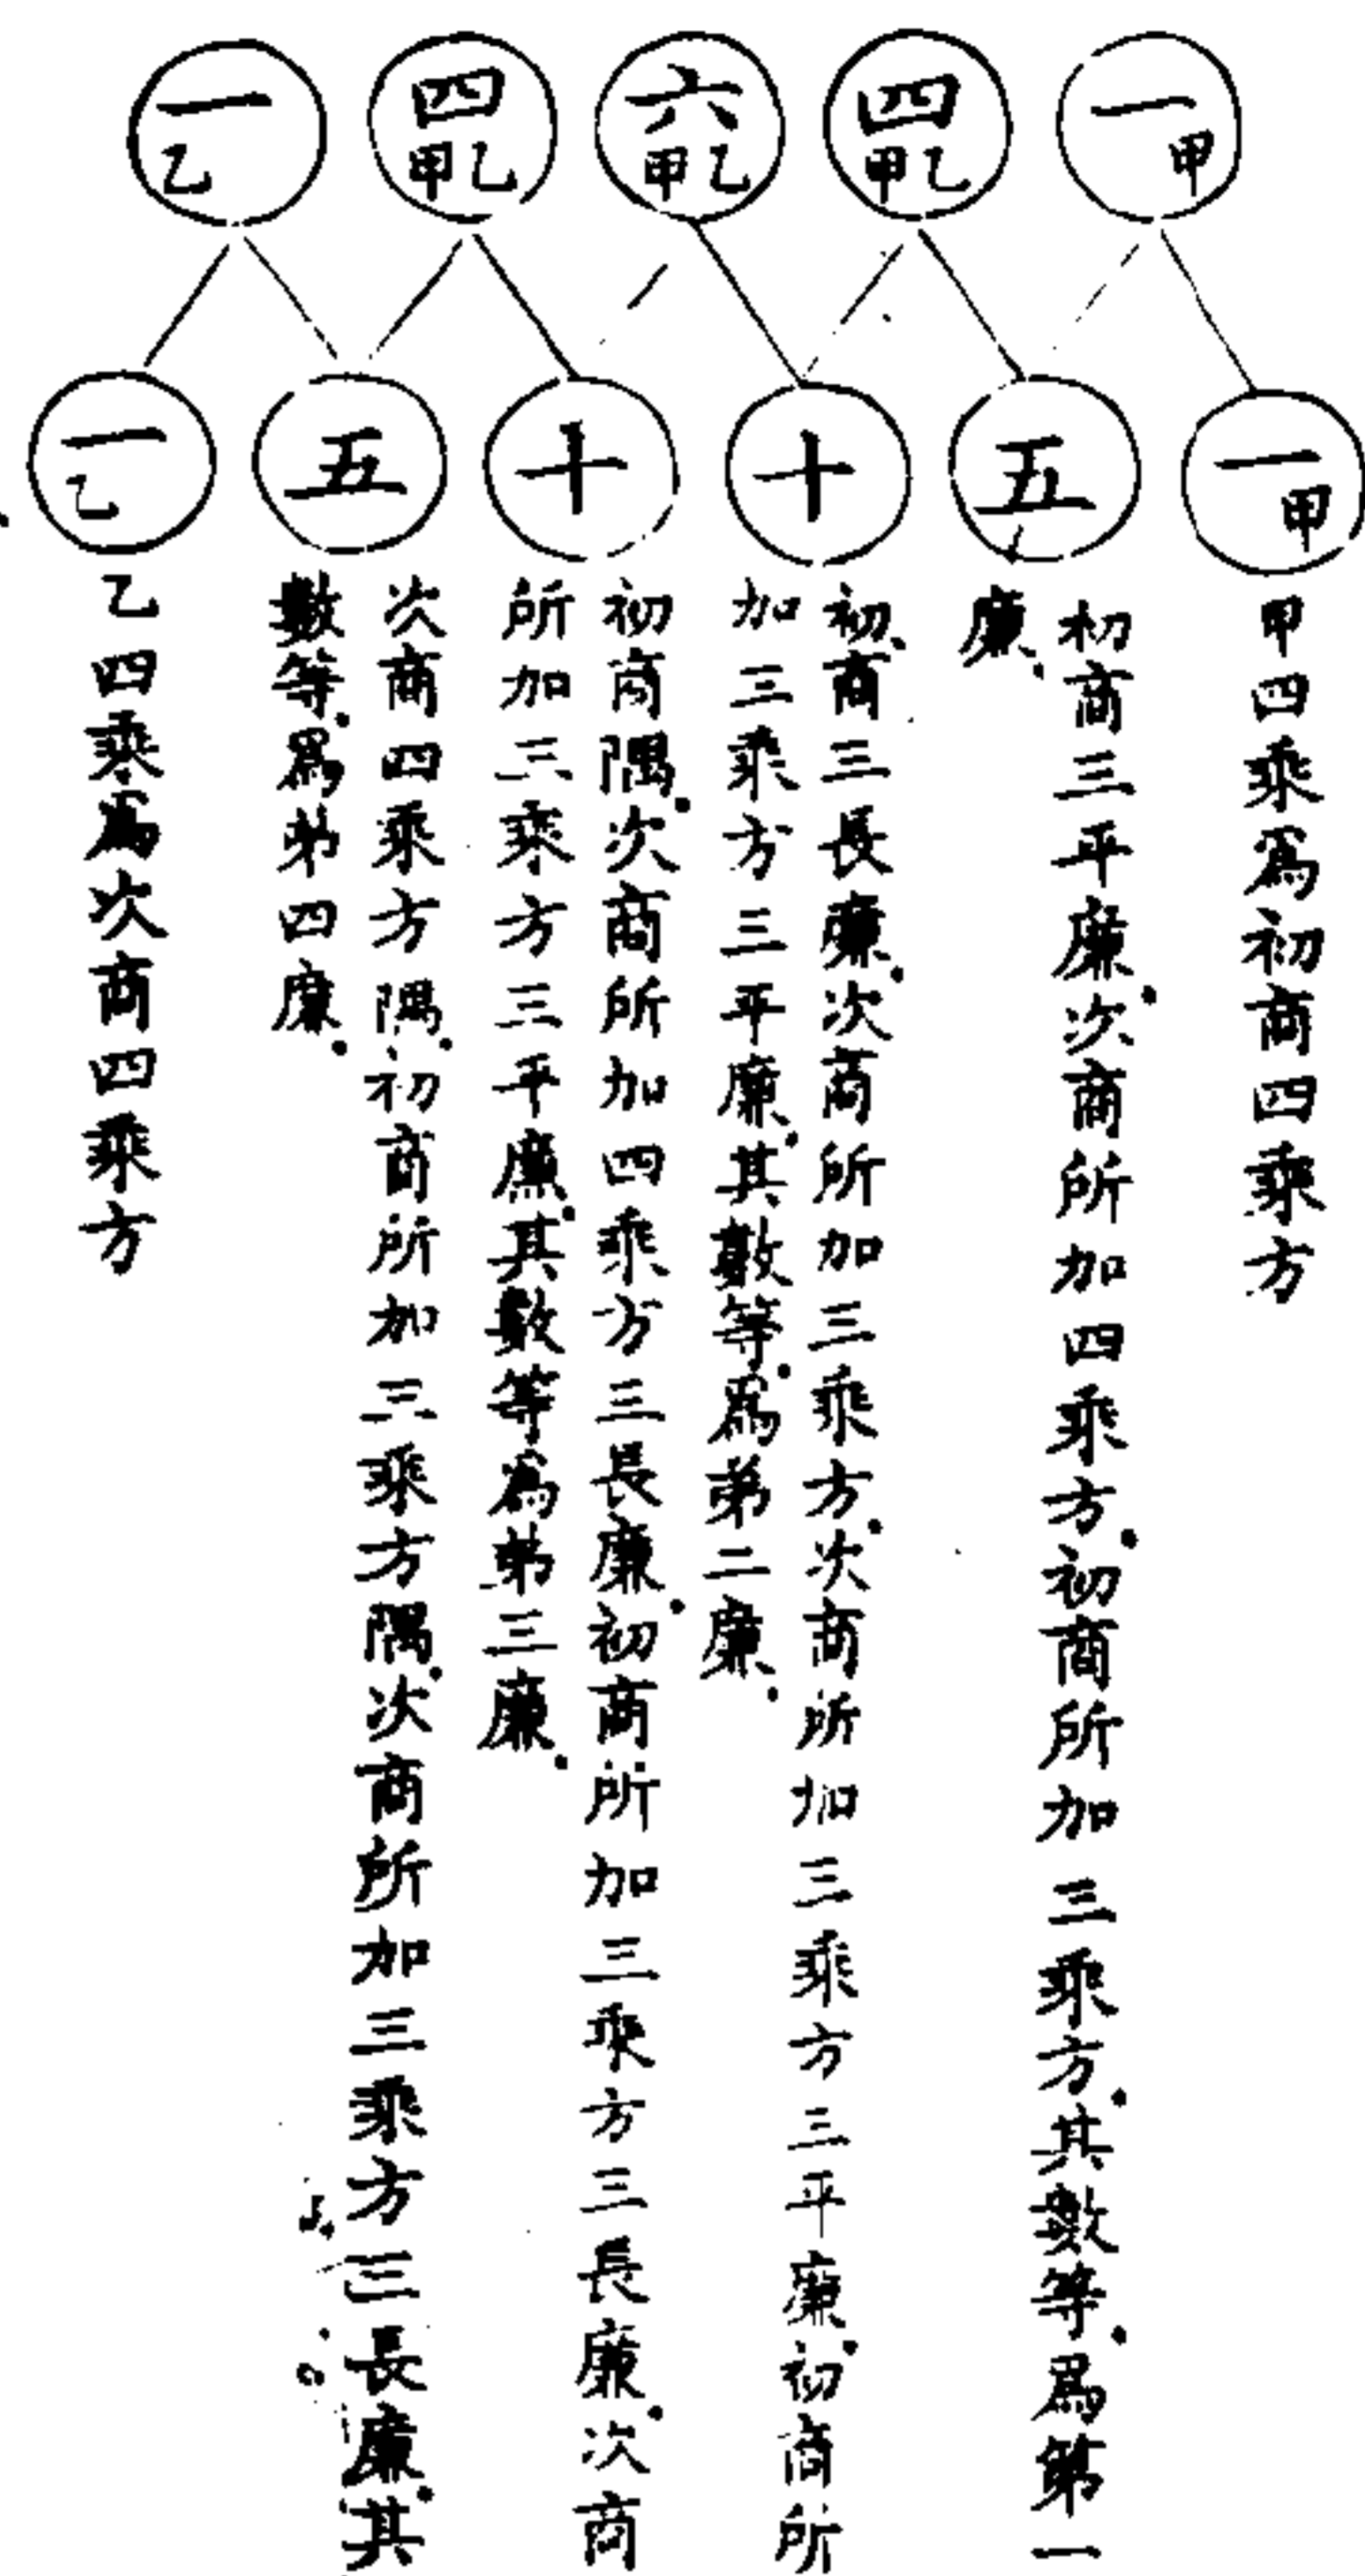 一甲
四甲乙
六甲乙
四甲乙
一乙
一甲
五
十
十
五
一乙
甲四乘爲初商四乘方
初商三平廉次商所加四乘方初商所加三乘方其數等爲第一
廉
初商三長廉次商所加三乘方次商所加三乘方三平廉初商所
加三乘方三平廉其數等爲弟二廉
初商隅次商所加四乘方三長廉初商所加三乘方三長廉次商
所加三乘方三平廉其數等爲弟三廉
次商四乘方隅初商所加三乘方隅次商所加三乘方三長廉其
數等爲弟四廉
乙四乘爲次商四乘方